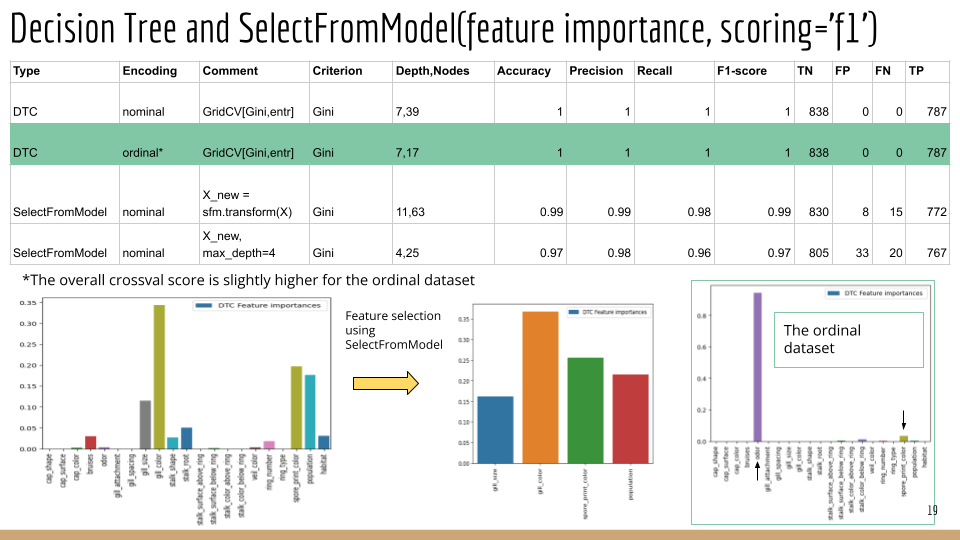 Decision Tree and SelectFromModel(feature importance, scoring='f1')
Type Encoding Comment Criterion Depth,Nodes Accuracy Precision Recall F1-score TN FP FN TP
DTC nominal GridCV[Gini,entr] Gini 7,39 1 1 1 1 838 0 0 787
DTC ordinal* GridCV[Gini,entr] Gini 7,17 1 1 1 1 838 0 0 787
X_new =
SelectFromModel nominal sfm.transform(X) Gini 11,63 0.99 0.99 0.98 0.99 830 8 15 772
X_new,
SelectFromModel nominal max_depth=4 Gini 4,25 0.97 0.98 0.96 0.97 805 33 20 767
*The overall crossval score is slightly higher for the ordinal dataset
DTC Feature importances
0.35
0.30
0.25
0.20
0.15
0.10
0.05
0.00
cap_shape
cap_surface
cap_color
bruises
odor
gill_attachment
gill_spacing
gill_size
gill_color
stalk_shape
stalk_root
stalk_surface_above_ring
stalk_surface_below_ring
stalk_color_above_ring
stalk_color_below_ring
veil_color
ring_number
ring_type
spore_print_color
population
habitat
Feature selection
using
SelectFromModel
DTC Feature importances
0.35
0.30
0.25
0.20
0.15
0.10
0.05
0.00
gill_size
gill_color
spore_print_color
population
DTC Feature importances
The ordinal
dataset
0.8
0.6
0.4
0.2
0.0
cap_shape
cap_surface
cap_color
bruises
odor
gill_attachment
gill_spacing
gill_size
gill_color
stalk_shape
stalk_root
stalk_surface_above_ring
stalk_surface_below_ring
stalk_color_above_ring
stalk_color_below_ring
veil_color
ring_number
ring_type
spore_print_color
population
habitat
19